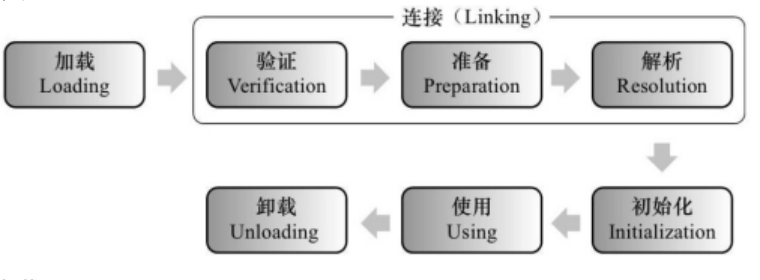 连接（Linking）
加载
Loading
验证
Verification
准备
Preparation
解析
Resolution
初始化
Initialization
使用
Using
卸载
Unloading